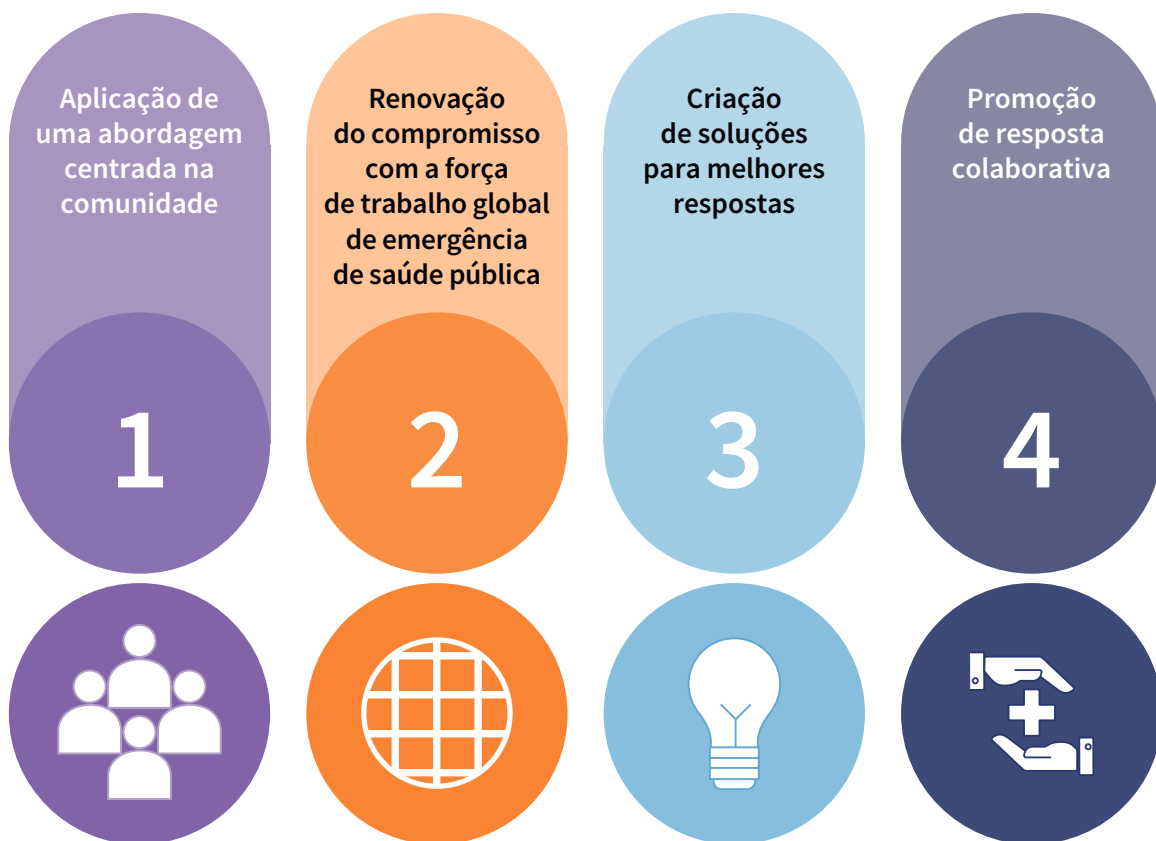 Aplicação de
uma abordagem
centrada na
comunidade
1
Renovação
do compromisso
com a força
de trabalho global
de emergência
de saúde pública
2
Criação
de soluções
para melhores
respostas
3
Promoção
de resposta
colaborativa
4